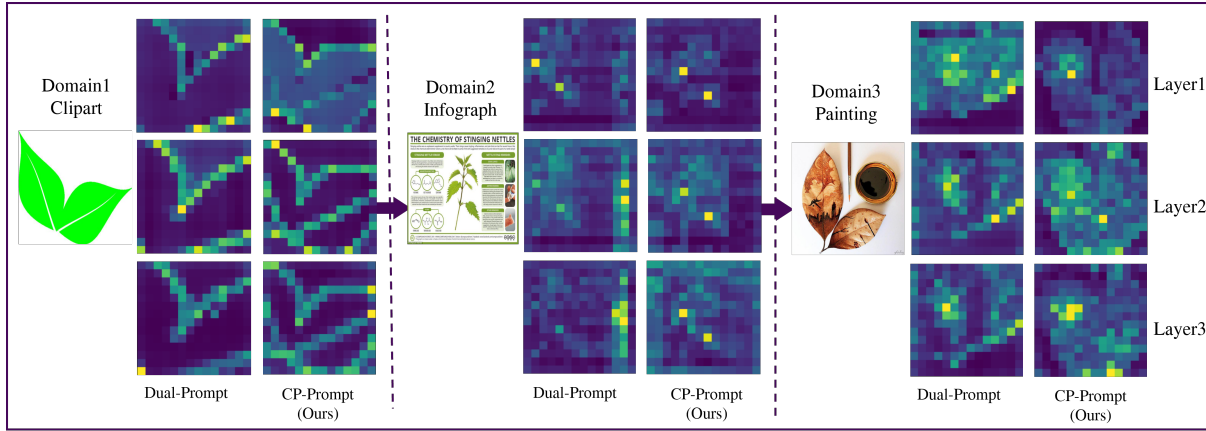 Domain1
Clipart
Dual-Prompt
CP-Prompt
(Ours)
Domain2
Infograph
THE CHEMISTRY OF STINGING NETTLES
Dual-Prompt
CP-Prompt
(Ours)
Domain3
Painting
Dual-Prompt
CP-Prompt
(Ours)
Layer1
Layer2
Layer3